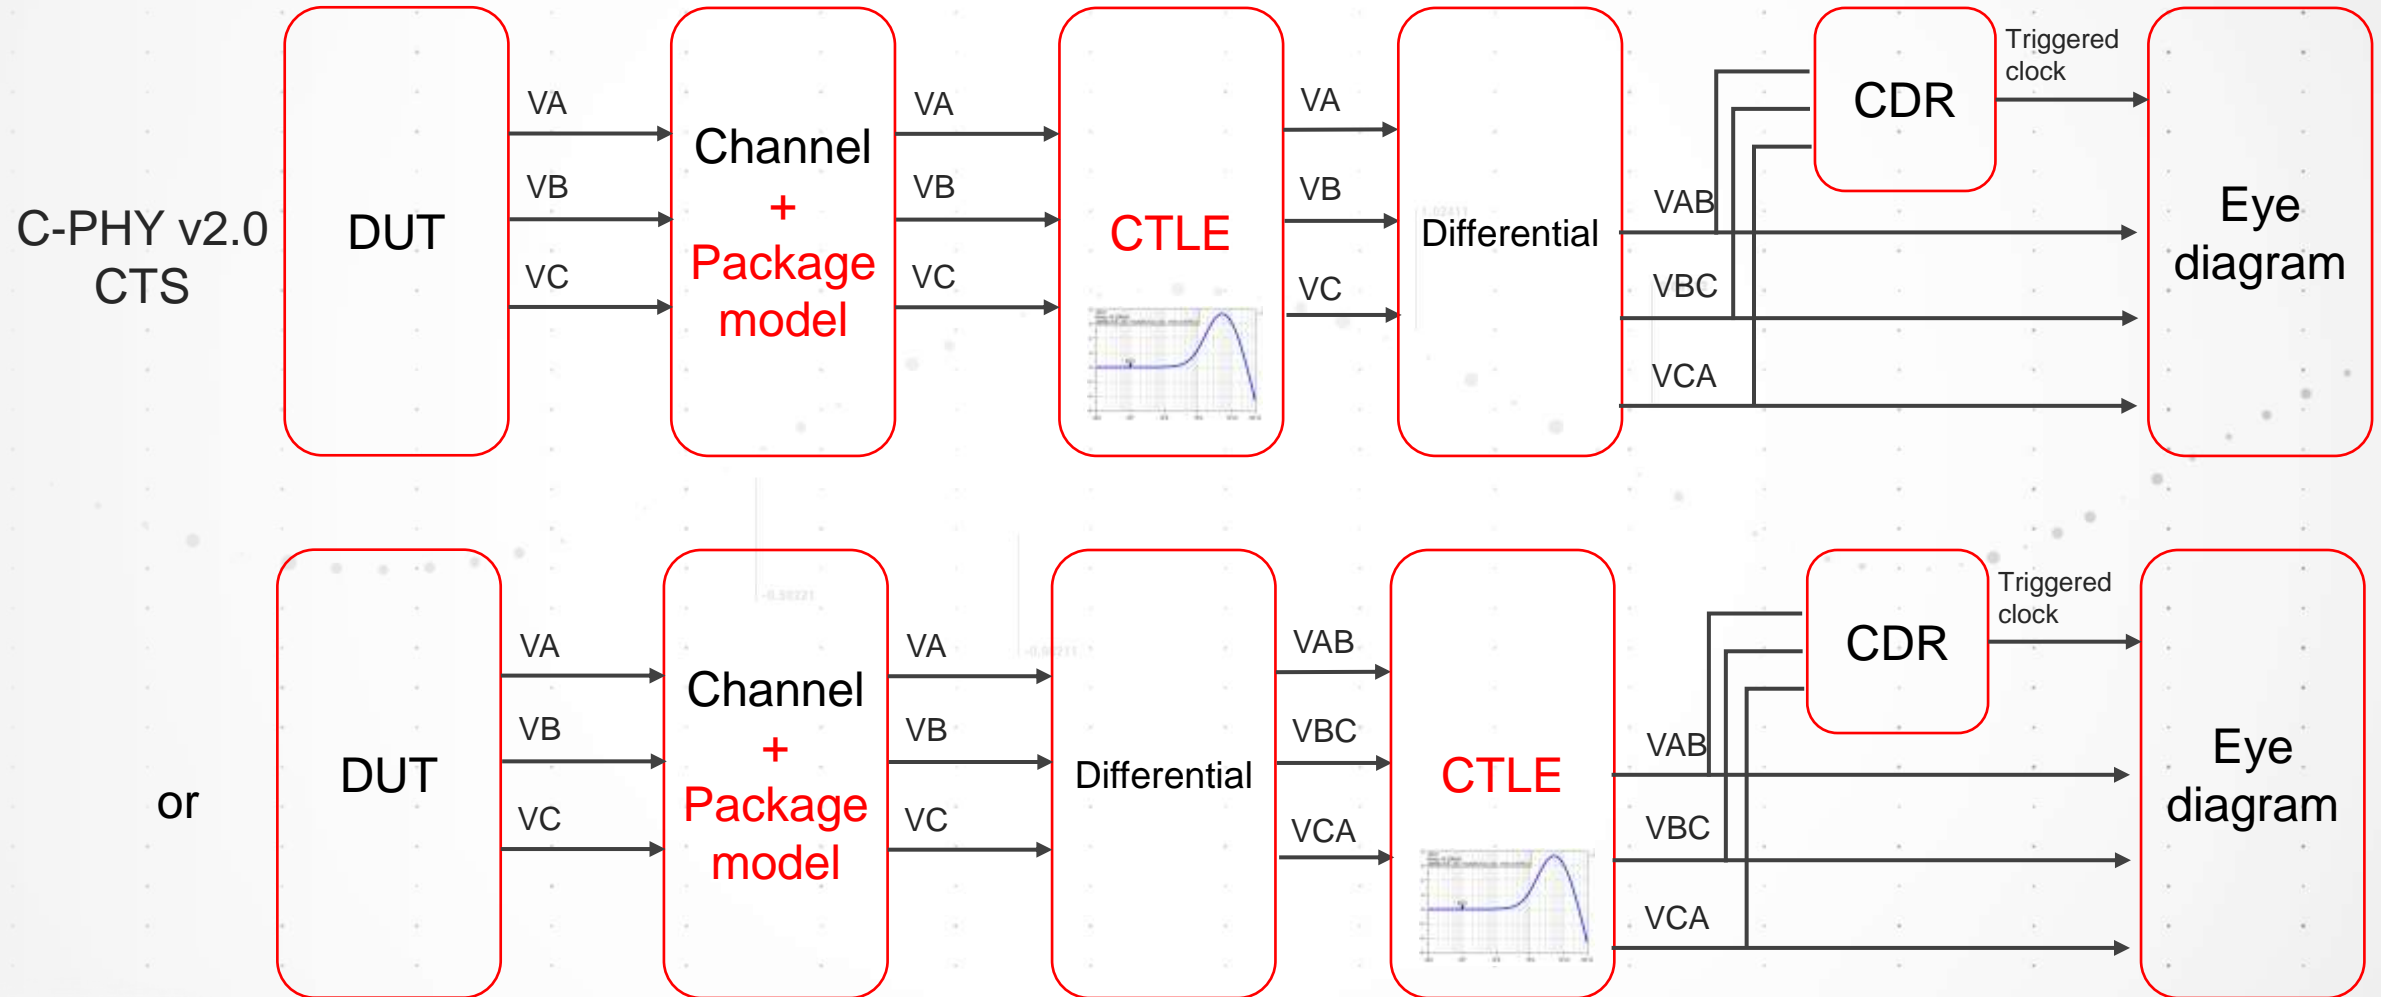 C-PHY v2.0
CTS
DUT
VA
VB
VC
Channel
+
Package
model
VA
VB
VC
CTLE
VA
VB
VC
Differential
VAB
VBC
VCA
CDR
Triggered
clock
Eye
diagram
or
DUT
VA
VB
VC
Channel
+
Package
model
VA
VB
VC
Differential
VAB
VBC
VCA
CTLE
VAB
VBC
VCA
CDR
Triggered
clock
Eye
diagram